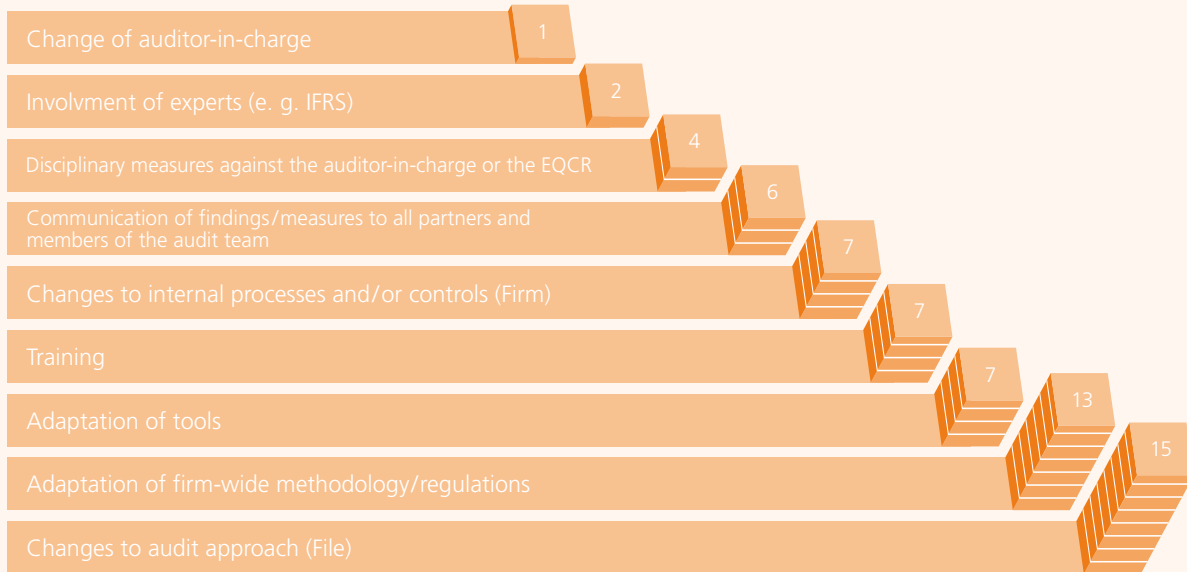 Change of auditor-in-charge
1
Involvment of experts (e. g. IFRS)
2
Disciplinary measures against the auditor-in-charge or the EQCR
4
Communication of findings/measures to all partners and
members of the audit team
6
Changes to internal processes and/or controls (Firm)
7
Training
7
Adaptation of tools
7
Adaptation of firm-wide methodology/regulations
13
Changes to audit approach (File)
15